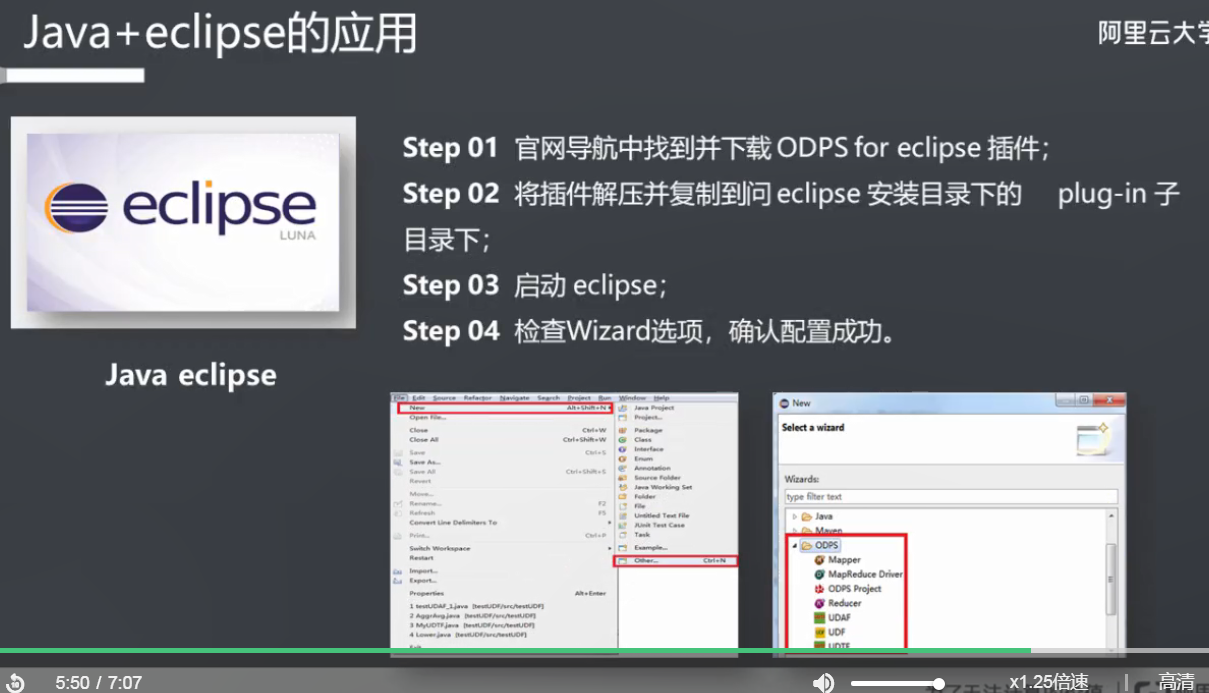 Java+eclipse的应用
阿里云大学
eclipse
LUNA
Java eclipse
Step 01 官网导航中找到并下载 ODPS for eclipse 插件；
Step 02 将插件解压并复制到问 eclipse 安装目录下的 plug-in 子
目录下；
Step 03 启动 eclipse；
Step 04 检查Wizard选项，确认配置成功。
File Edit Source Refactor Navigate Search Project Run Window Help
New Alt+Shift+N
Open File...
Close Ctrl+W
Close All Ctrl+Shift+W
Save Ctrl+S
Save As...
Save All Ctrl+Shift+S
Revert
Move...
Rename... F2
Refresh F5
Convert Line Delimiters To
Print... Ctrl+P
Switch Workspace
Restart
Import...
Export...
Properties Alt+Enter
1 testUDAF_1.java [testUDF/src/testUDF]
2 AggrAvg.java [testUDF/src/testUDF]
3 MyUDTF.java [testUDF/src/testUDF]
4 Lower.java [testUDF/src/testUDF]
Exit
Java Project
Project...
Package
Class
Interface
Enum
Annotation
Source Folder
Java Working Set
Folder
File
Untitled Text File
JUnit Test Case
Task
Example...
Other... Ctrl+N
New
Select a wizard
Wizards:
type filter text
Java
Maven
ODPS
Mapper
MapReduce Driver
ODPS Project
Reducer
UDAF
UDF
UDTF
10
5:50 / 7:07
x1.25倍速
高清